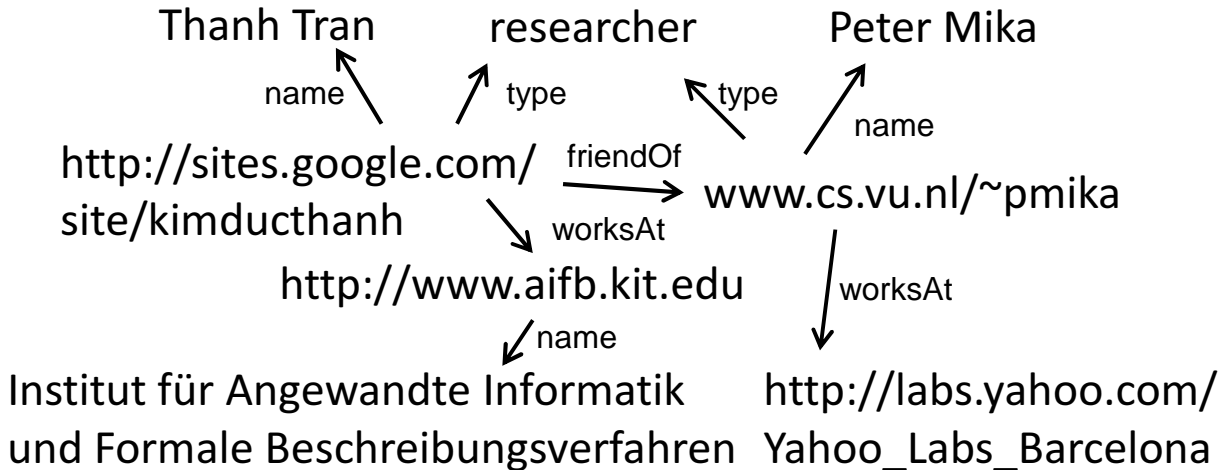 Thanh Tran researcher Peter Mika
name type type name
http://sites.google.com/
site/kimducthanh
friendOf
www.cs.vu.nl/~pmika
worksAt
http://www.aifb.kit.edu
worksAt
name
Institut für Angewandte Informatik
und Formale Beschreibungsverfahren
http://labs.yahoo.com/
Yahoo_Labs_Barcelona